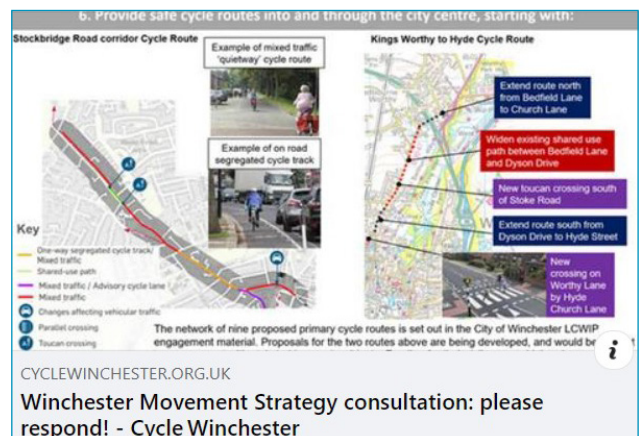 6. Provide safe cycle routes into and through the city centre, starting with:
Stockbridge Road corridor Cycle Route
Example of mixed traffic
'quietway' cycle route
Example of on road
segregated cycle track
Key
One-way segregated cycle track/
Mixed traffic
Shared-use path
Mixed traffic / Advisory cycle lane
Mixed traffic
Changes affecting vehicular traffic
Parallel crossing
Toucan crossing
Kings Worthy to Hyde Cycle Route
Extend route north
from Bedfield Lane
to Church Lane
Widen existing shared use
path between Bedfield Lane
and Dyson Drive
New toucan crossing south
of Stoke Road
Extend route south from
Dyson Drive to Hyde Street
New
crossing on
Worthy Lane
by Hyde
Church Lane
The network of nine proposed primary cycle routes is set out in the City of Winchester LCWIP
engagement material. Proposals for the two routes above are being developed, and would be
i
CYCLEWINCHESTER.ORG.UK
Winchester Movement Strategy consultation: please
respond! - Cycle Winchester